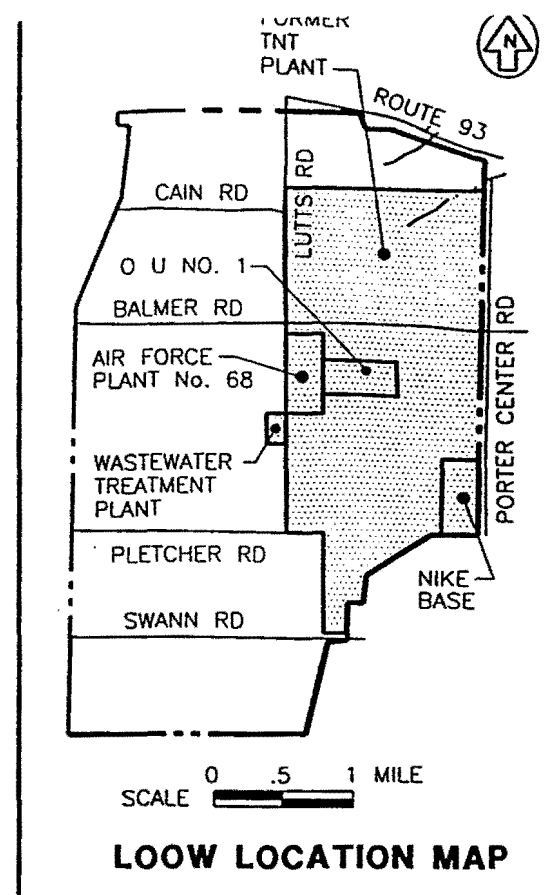 FORMER
TNT
PLANT
N
ROUTE 93
LUTTS RD
CAIN RD
O U NO. 1
BALMER RD
AIR FORCE
PLANT No. 68
PORTER CENTER RD
WASTEWATER
TREATMENT
PLANT
PLETCHER RD
NIKE
BASE
SWANN RD
0 .5 1 MILE
SCALE
LOOW LOCATION MAP